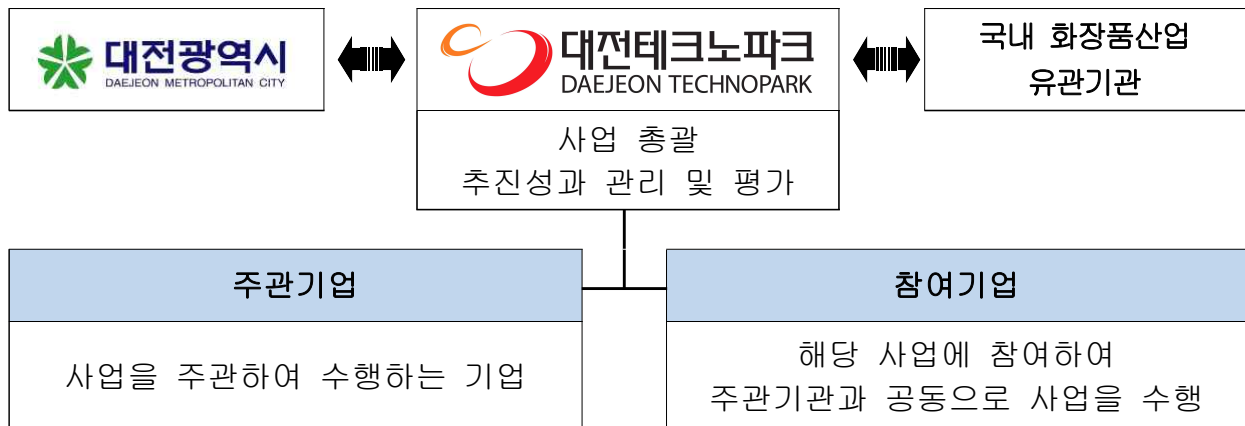 대전광역시
DAEJEON METROPOLITAN CITY
대전테크노파크
DAEJEON TECHNOPARK
국내 화장품산업
유관기관
사업 총괄
추진성과 관리 및 평가
주관기업
사업을 주관하여 수행하는 기업
참여기업
해당 사업에 참여하여
주관기관과 공동으로 사업을 수행